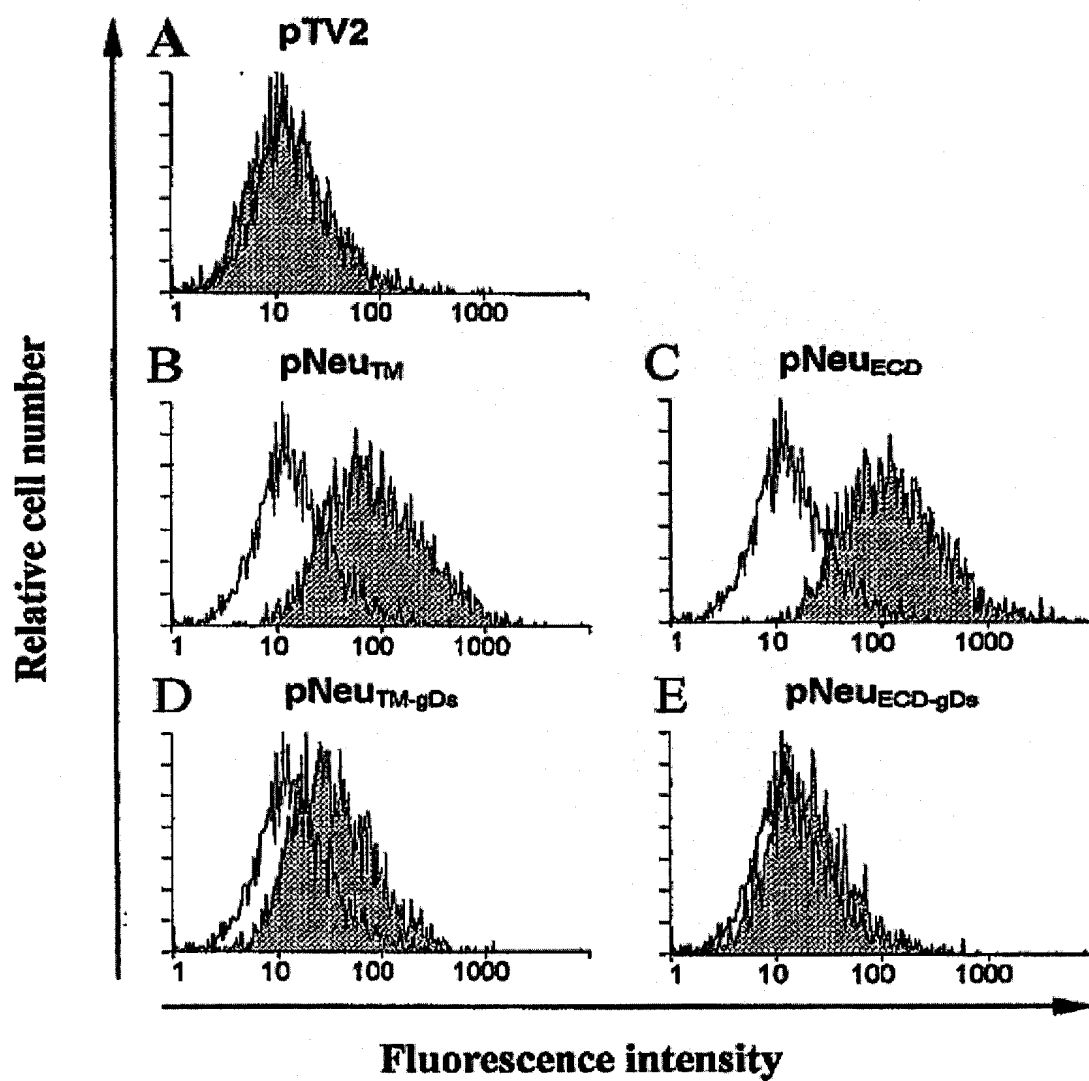 A pTV2
1 10 100 1000
B pNeuTM
1 10 100 1000
C pNeuECD
1 10 100 1000
D pNeuTM-gDs
1 10 100 1000
E pNeuECD-gDs
1 10 100 1000
Relative cell number
Fluorescence intensity